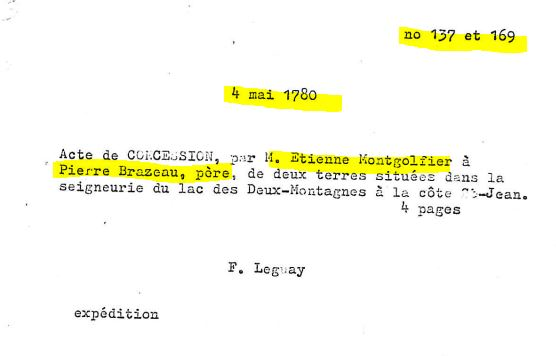 no 137 et 169
4 mai 1780
Acte de CONCESSION, par M. Etienne Montgolfier à
Pierre Brazeau, père, de deux terres situées dans la
seigneurie du lac des Deux-Montagnes à la côte St-Jean.
4 pages
F. Leguay
expédition